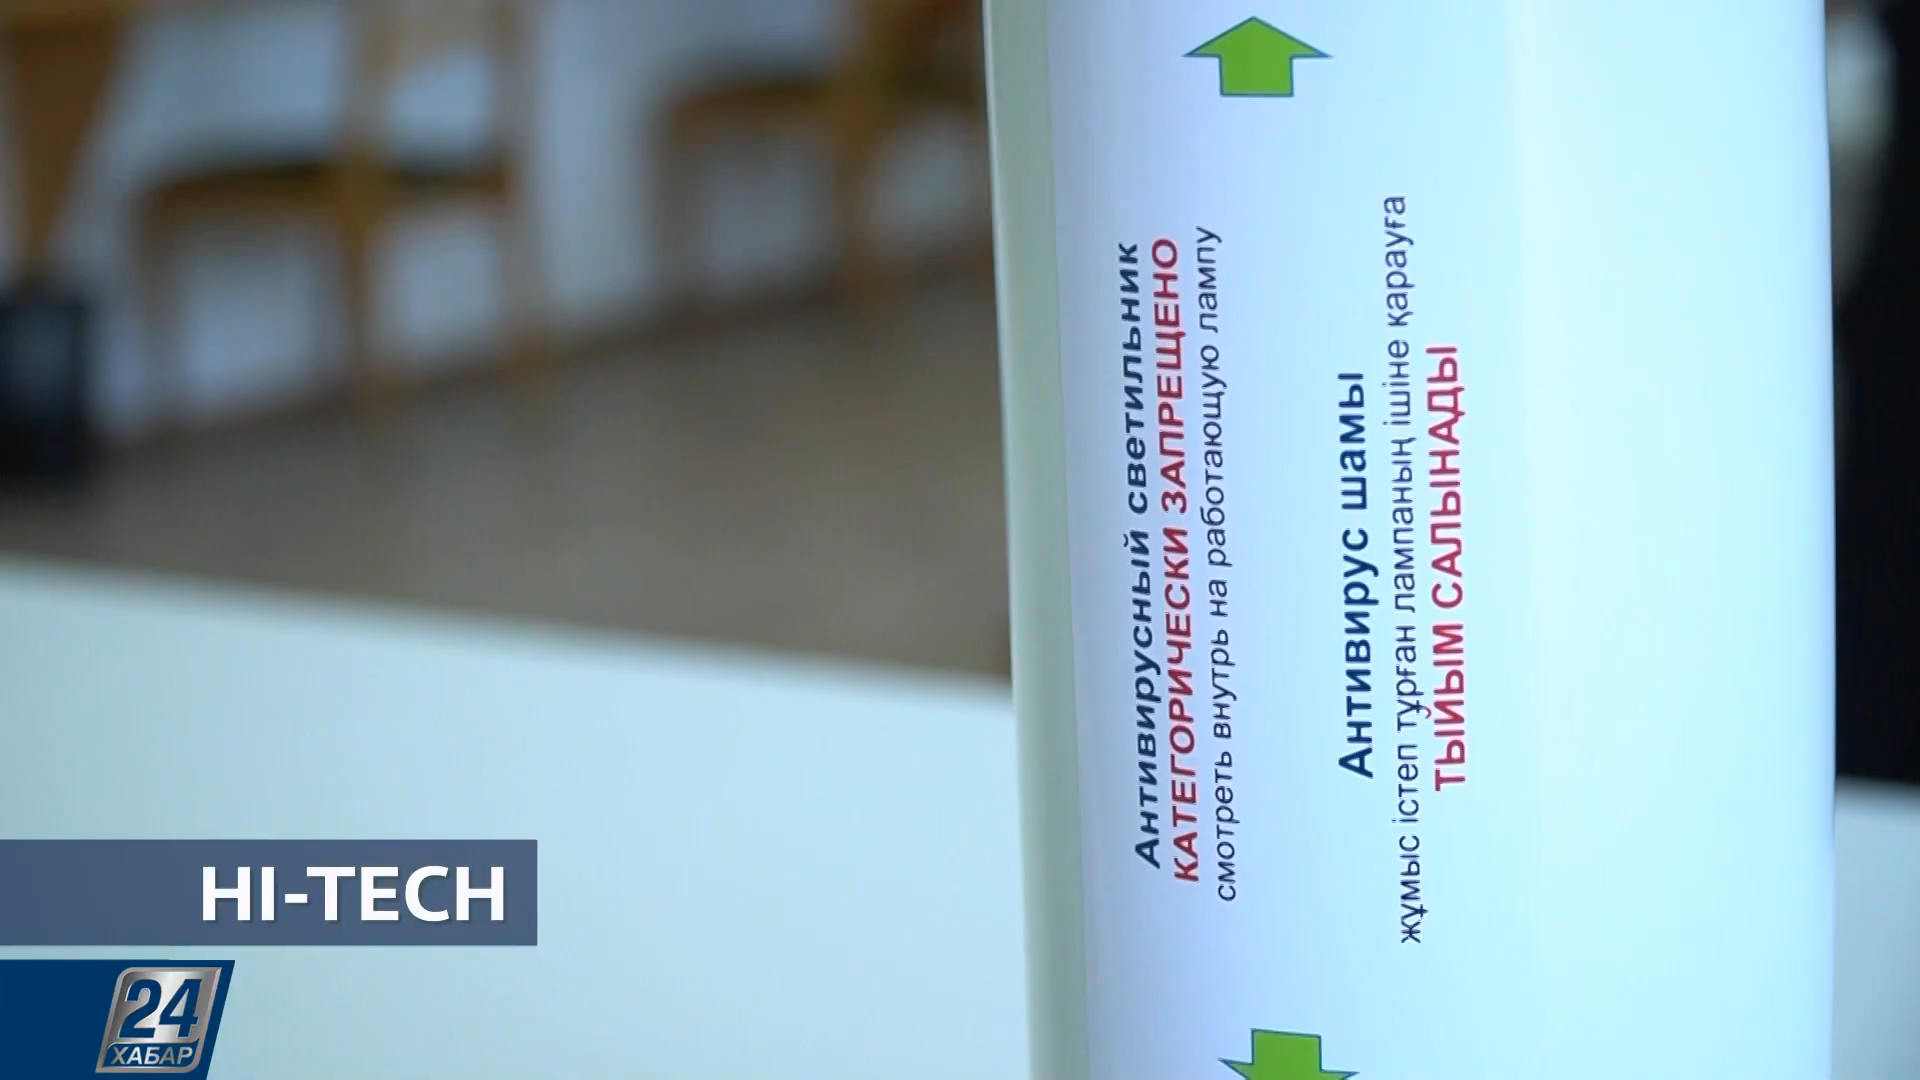 Антивирусный светильник
КАТЕГОРИЧЕСКИ ЗАПРЕЩЕНО
смотреть внутрь на работающую лампу
Антивирус шамы
жұмыс істеп тұрған лампаның ішіне қарауға
ТЫЙЫМ САЛЫНАДЫ
HI-TECH
24
ХАБАР